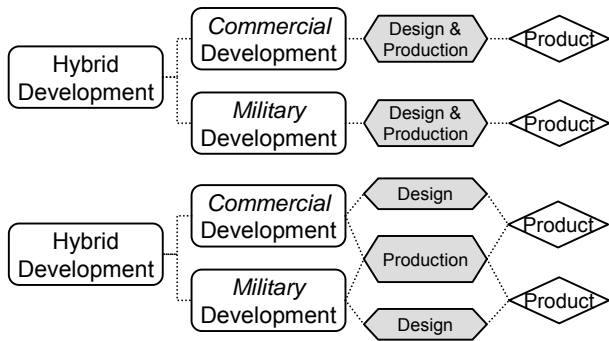 Commercial
Development
Design &
Production
Product
Hybrid
Development
Military
Development
Design &
Production
Product
Commercial
Development
Design
Product
Hybrid
Development
Production
Military
Development
Product
Design